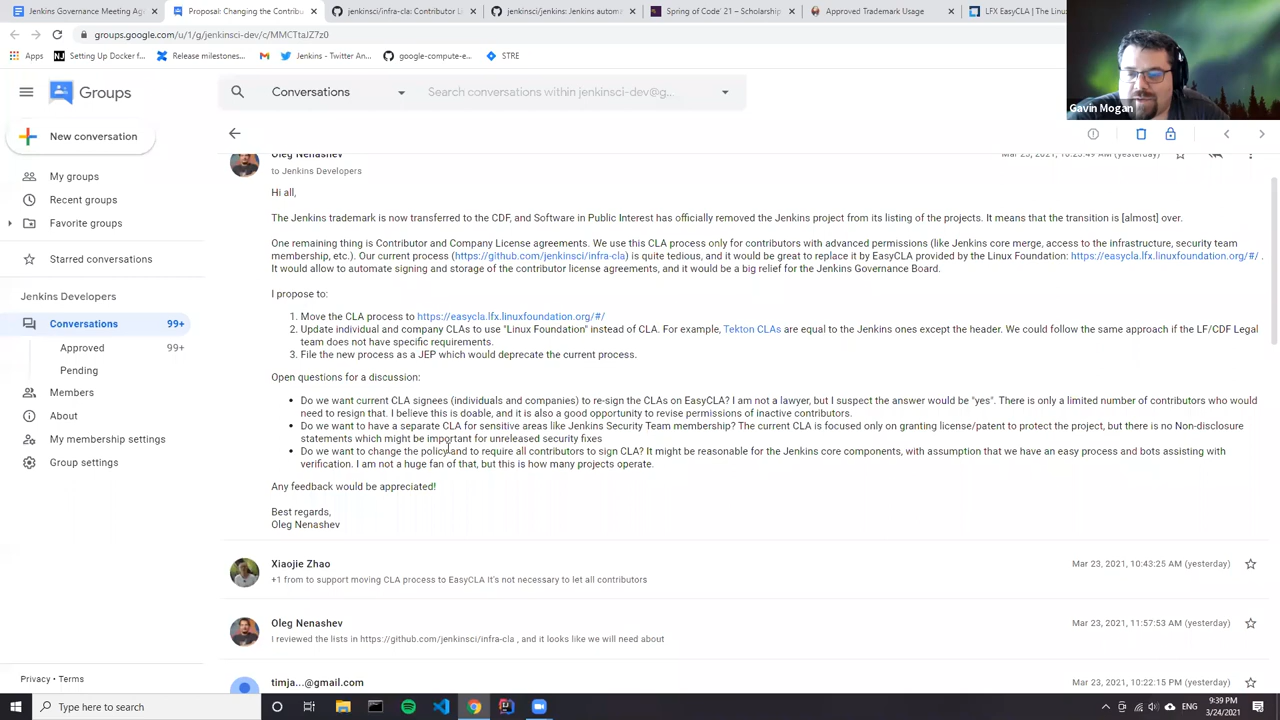 Jenkins Governance Meeting Age
Proposal: Changing the Contribu
jenkinsci/infra-cla: Contributor L
jenkinsci/jenkins: Jenkins autom
Spring of Code' 21 – Scholarship
Approved Trademark Usage
LFX EasyCLA | The Linux
groups.google.com/u/1/g/jenkinsci-dev/c/MMCTtaJZ7z0
Apps
Setting Up Docker f...
Release milestones...
Jenkins - Twitter An...
google-compute-e...
STRE
Gavin Mogan
Groups
Conversations
Search conversations within jenkinsci-dev@g...
New conversation
My groups
Recent groups
Favorite groups
Starred conversations
Jenkins Developers
Conversations 99+
Approved 99+
Pending
Members
About
My membership settings
Group settings
Privacy • Terms
Oleg Nenashev
Mar 23, 2021, 10:23:49 AM (yesterday)
to Jenkins Developers
Hi all,
The Jenkins trademark is now transferred to the CDF, and Software in Public Interest has officially removed the Jenkins project from its listing of the projects. It means that the transition is [almost] over.
One remaining thing is Contributor and Company License agreements. We use this CLA process only for contributors with advanced permissions (like Jenkins core merge, access to the infrastructure, security team
membership, etc.). Our current process (https://github.com/jenkinsci/infra-cla) is quite tedious, and it would be great to replace it by EasyCLA provided by the Linux Foundation: https://easycla.lfx.linuxfoundation.org/#/ .
It would allow to automate signing and storage of the contributor license agreements, and it would be a big relief for the Jenkins Governance Board.
I propose to:
1. Move the CLA process to https://easycla.lfx.linuxfoundation.org/#/
2. Update individual and company CLAs to use "Linux Foundation" instead of CLA. For example, Tekton CLAs are equal to the Jenkins ones except the header. We could follow the same approach if the LF/CDF Legal
team does not have specific requirements.
3. File the new process as a JEP which would deprecate the current process.
Open questions for a discussion:
• Do we want current CLA signees (individuals and companies) to re-sign the CLAs on EasyCLA? I am not a lawyer, but I suspect the answer would be "yes". There is only a limited number of contributors who would
need to resign that. I believe this is doable, and it is also a good opportunity to revise permissions of inactive contributors.
• Do we want to have a separate CLA for sensitive areas like Jenkins Security Team membership? The current CLA is focused only on granting license/patent to protect the project, but there is no Non-disclosure
statements which might be important for unreleased security fixes
• Do we want to change the policy and to require all contributors to sign CLA? It might be reasonable for the Jenkins core components, with assumption that we have an easy process and bots assisting with
verification. I am not a huge fan of that, but this is how many projects operate.
Any feedback would be appreciated!
Best regards,
Oleg Nenashev
Xiaojie Zhao
Mar 23, 2021, 10:43:25 AM (yesterday)
+1 from to support moving CLA process to EasyCLA It's not necessary to let all contributors
Oleg Nenashev
Mar 23, 2021, 11:57:53 AM (yesterday)
I reviewed the lists in https://github.com/jenkinsci/infra-cla , and it looks like we will need about
timja...@gmail.com
Mar 23, 2021, 10:22:15 PM (yesterday)
Type here to search
ENG
9:39 PM
3/24/2021